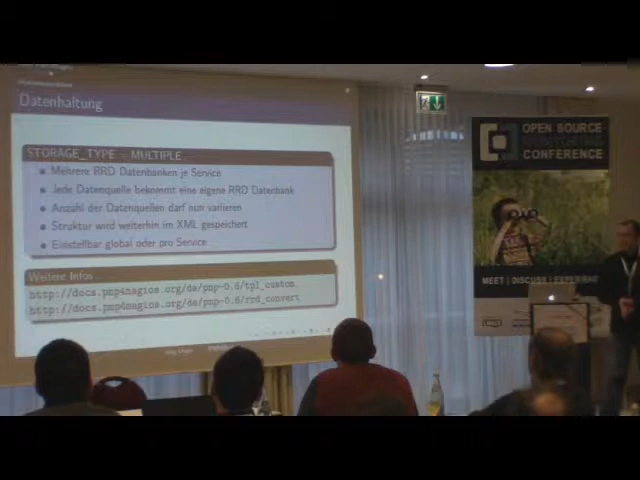 Datenhaltung
STORAGE_TYPE = MULTIPLE
Mehrere RRD Datenbanken je Service
Jede Datenquelle bekommt eine eigene RRD Datenbank
Anzahl der Datenquellen darf nun variieren
Struktur wird weiterhin im XML gespeichert
Einstellbar global oder pro Service
Weitere Infos
http://docs.pnp4nagios.org/de/pnp-0.6/tpl_custom
http://docs.pnp4nagios.org/de/pnp-0.6/rrd_convert
OPEN SOURCE
CONFERENCE
MEET | DISCUSS |